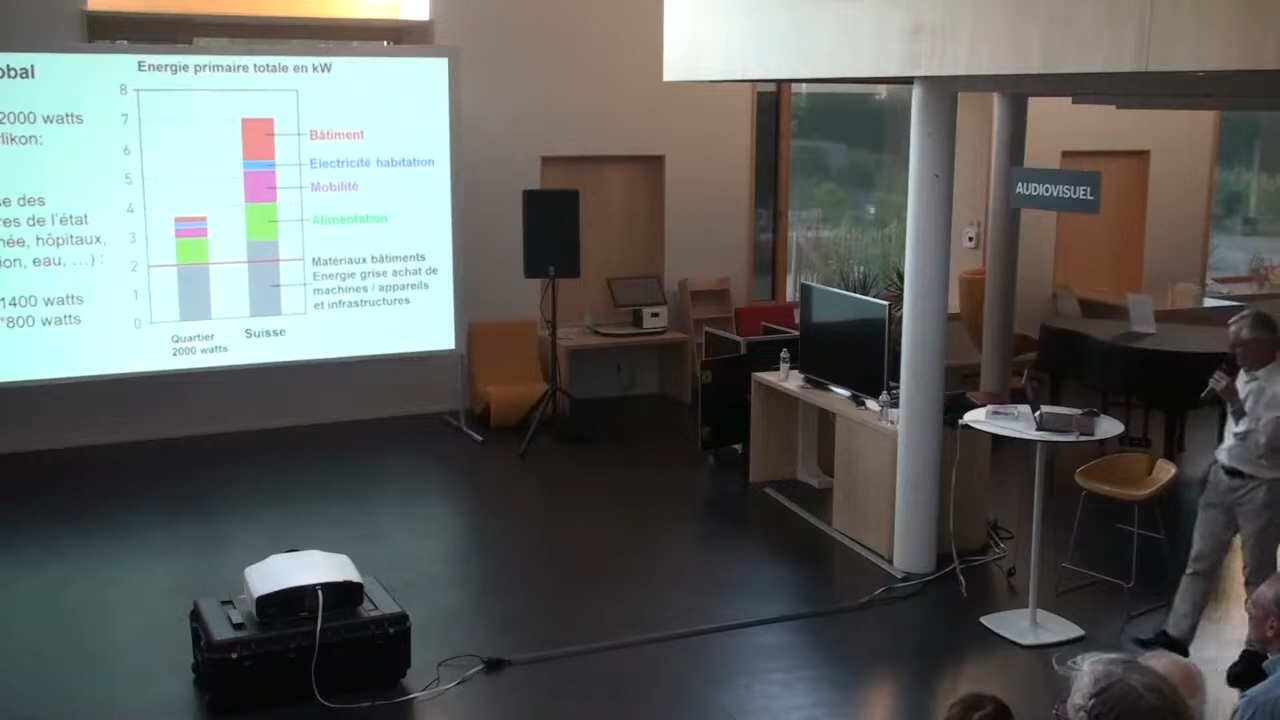 obal
2000 watts
likon:
se des
res de l'état
née, hôpitaux,
ion, eau, ...) :
1400 watts
*800 watts
Energie primaire totale en kW
8
7
6
5
4
3
2
1
0
Bâtiment
Electricité habitation
Mobilité
Alimentation
Matériaux bâtiments
Energie grise achat de
machines / appareils
et infrastructures
Quartier
2000 watts
Suisse
AUDIOVISUEL